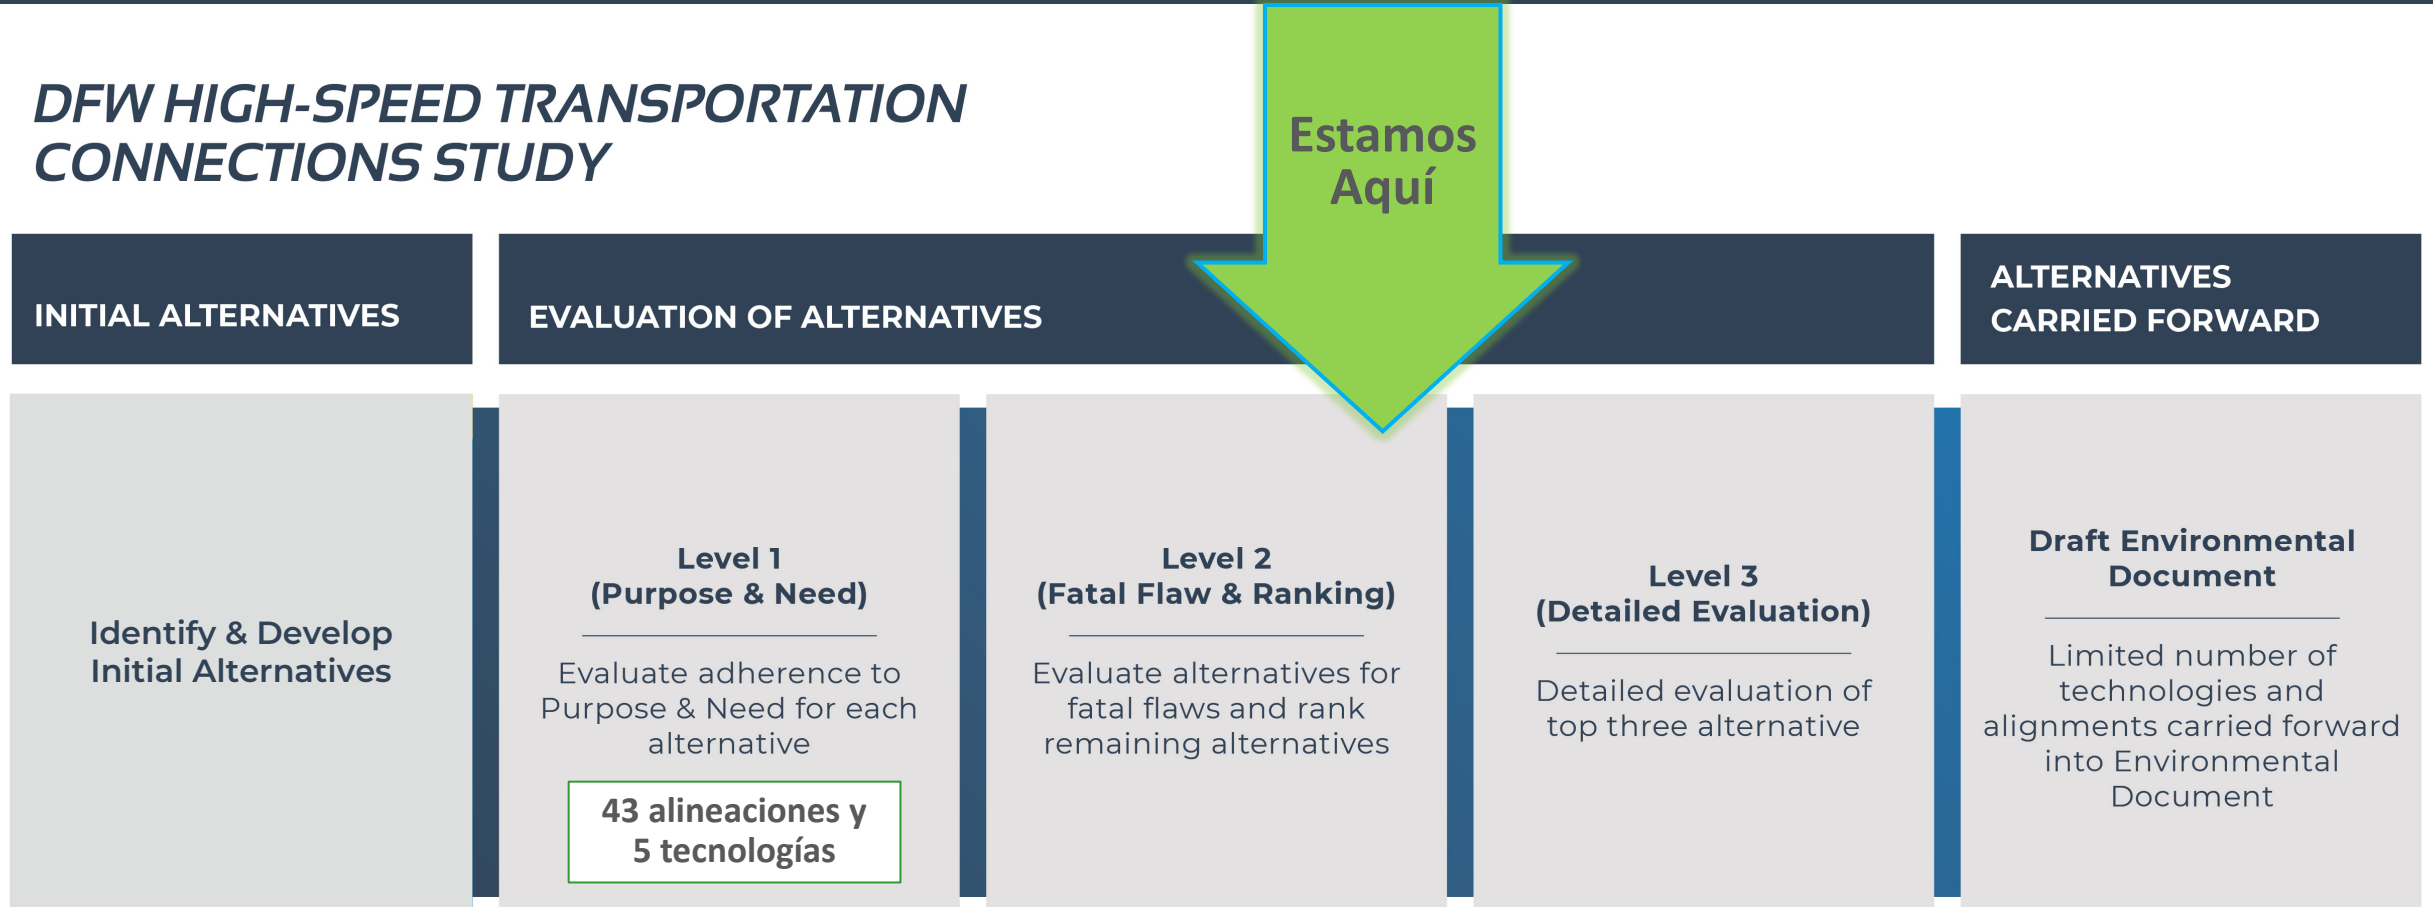 DFW HIGH-SPEED TRANSPORTATION
CONNECTIONS STUDY
Estamos
Aquí
INITIAL ALTERNATIVES
EVALUATION OF ALTERNATIVES
ALTERNATIVES
CARRIED FORWARD
Identify & Develop
Initial Alternatives
Level 1
(Purpose & Need)
Evaluate adherence to
Purpose & Need for each
alternative
43 alineaciones y
5 tecnologías
Level 2
(Fatal Flaw & Ranking)
Evaluate alternatives for
fatal flaws and rank
remaining alternatives
Level 3
(Detailed Evaluation)
Detailed evaluation of
top three alternative
Draft Environmental
Document
Limited number of
technologies and
alignments carried forward
into Environmental
Document